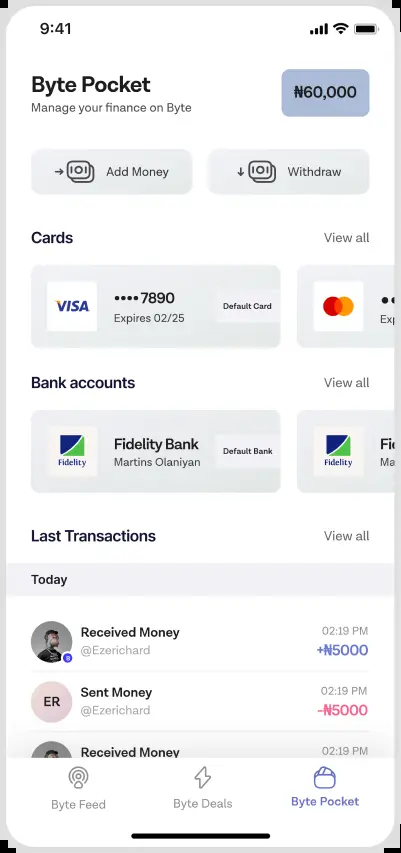 9:41
Byte Pocket
Manage your finance on Byte
₦60,000
Add Money
Withdraw
Cards
View all
VISA
••••7890
Expires 02/25
Default Card
Bank accounts
View all
Fidelity
Fidelity Bank
Martins Olaniyan
Default Bank
Fidelity
Last Transactions
View all
Today
Received Money
@Ezerichard
02:19 PM
+₦5000
ER
Sent Money
@Ezerichard
02:19 PM
-₦5000
Received Money
02:19 PM
Byte Feed
Byte Deals
Byte Pocket